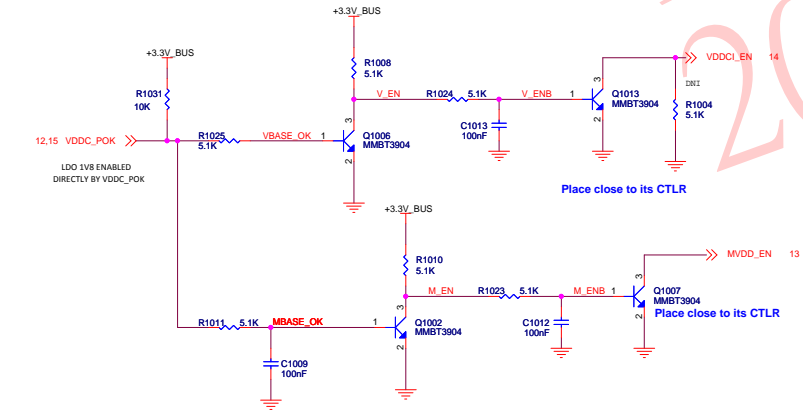 +3.3V_BUS
+3.3V_BUS
R1031
10K
R1008
5.1K
V_EN
R1024 5.1K
V_ENB
1
3
2
Q1013
MMBT3904
VDDCI_EN 14
DNI
R1004
5.1K
C1013
100nF
12,15 VDDC_POK
R1025
5.1K
VBASE_OK
1
3
2
Q1006
MMBT3904
LDO 1V8 ENABLED
DIRECTLY BY VDDC_POK
Place close to its CTLR
+3.3V_BUS
R1010
5.1K
M_EN
R1023 5.1K
M_ENB
1
3
2
Q1007
MMBT3904
Place close to its CTLR
MVDD_EN 13
C1012
100nF
R1011 5.1K
MBASE_OK
1
3
2
Q1002
MMBT3904
C1009
100nF